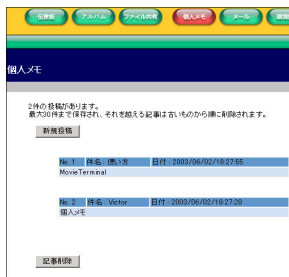 伝言板 アルバム ファイル共有 個人メモ メール
個人メモ
2件の投稿があります。
最大30件まで保存され、それを越える記事は古いものから順に削除されます。
新規投稿
No. 1 件名: 使い方 日付: 2003/06/02/18:27:55
MovieTerminal
No. 2 件名: Victor 日付: 2003/06/02/18:27:28
個人メモ
記事削除